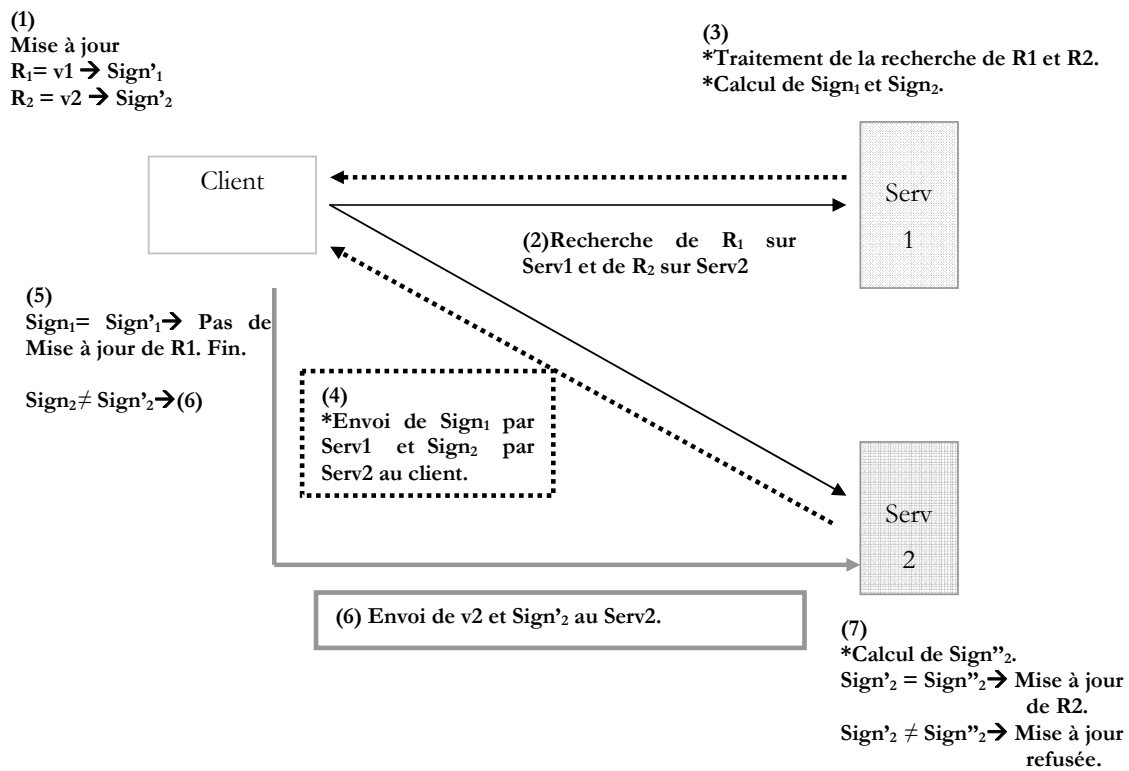 (1)
Mise à jour
R₁= v1 → Sign’₁
R₂ = v2 → Sign’₂
(3)
*Traitement de la recherche de R1 et R2.
*Calcul de Sign₁ et Sign₂.
Client
Serv
1
(2)Recherche de R₁ sur
Serv1 et de R₂ sur Serv2
(5)
Sign₁= Sign’₁→ Pas de
Mise à jour de R1. Fin.
Sign₂≠ Sign’₂→(6)
(4)
*Envoi de Sign₁ par
Serv1 et Sign₂ par
Serv2 au client.
Serv
2
(6) Envoi de v2 et Sign’₂ au Serv2.
(7)
*Calcul de Sign”₂.
Sign’₂ = Sign”₂→ Mise à jour
de R2.
Sign’₂ ≠ Sign”₂→ Mise à jour
refusée.